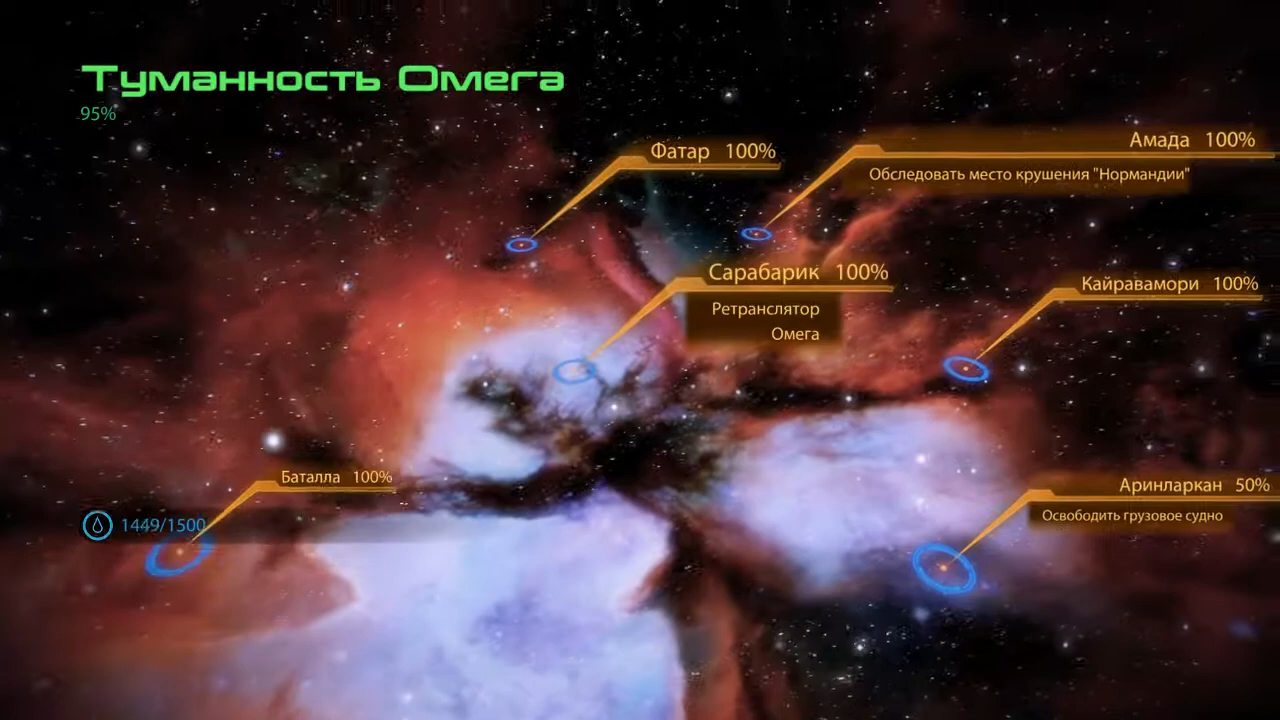 Туманность Омега
95%
Фатар 100%
Амада 100%
Обследовать место крушения "Нормандии"
Сарабарик 100%
Ретранслятор
Омега
Кайравамори 100%
Баталла 100%
1449/1500
Аринларкан 50%
Освободить грузовое судно